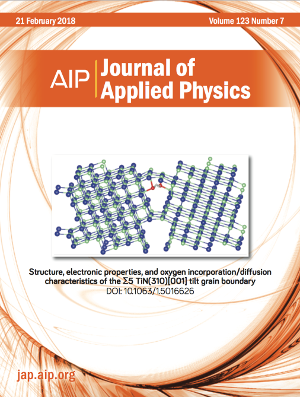 21 February 2018
Volume 123 Number 7
AIP
Journal of
Applied Physics
Structure, electronic properties, and oxygen incorporation/diffusion
characteristics of the Σ5 TiN(310)[001] tilt grain boundary
DOI: 10.1063/1.5016626
jap.aip.org